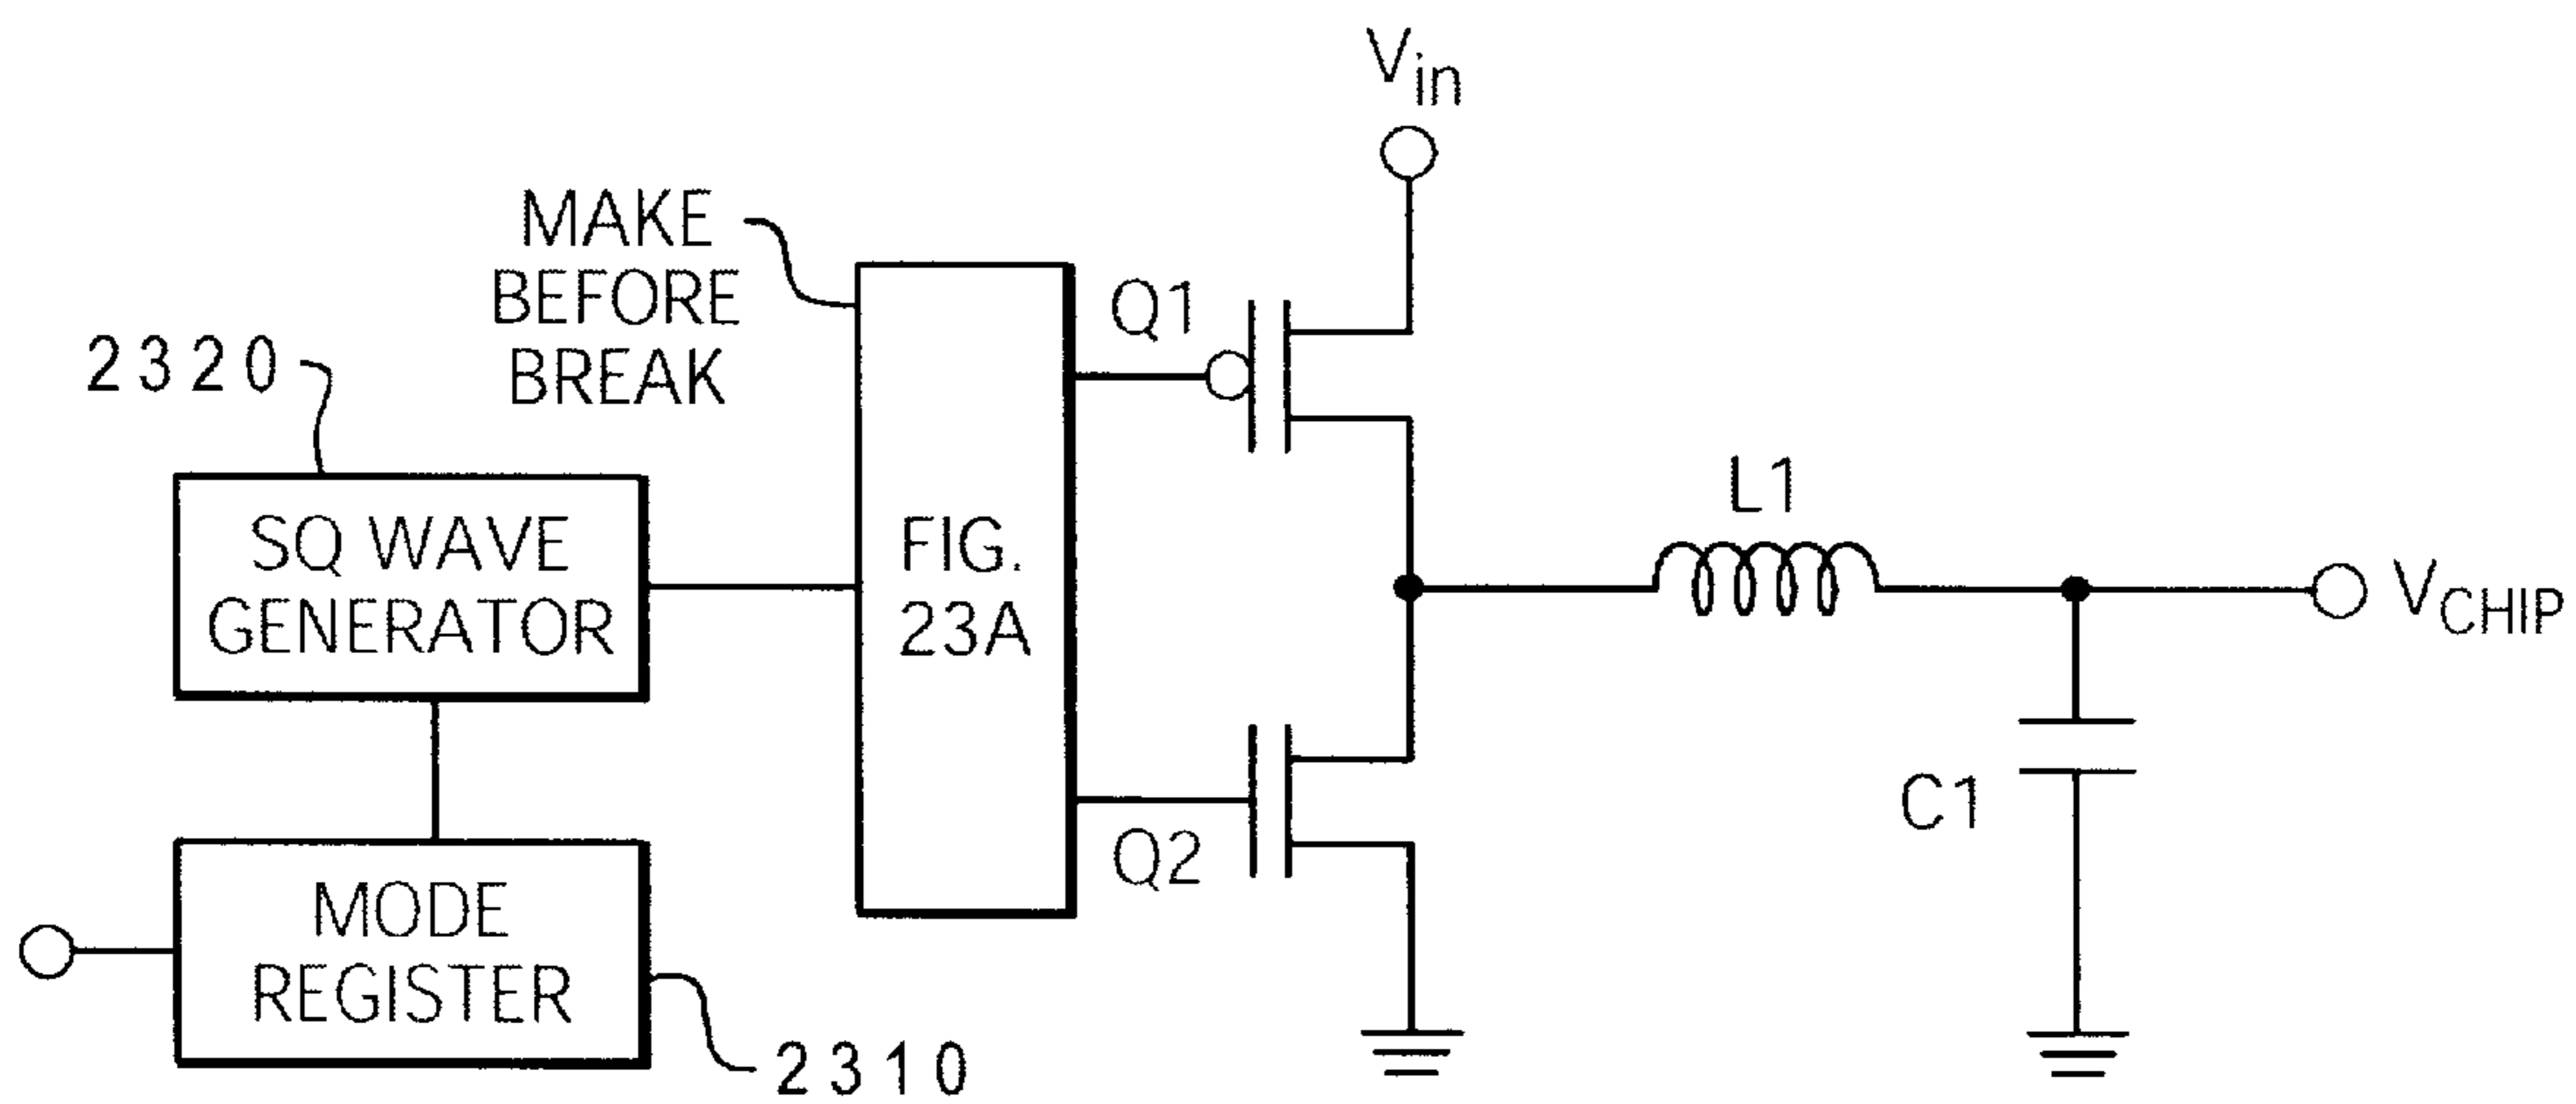 Vin
MAKE
BEFORE
BREAK
Q1
2320
L1
SQ WAVE
GENERATOR
FIG.
23A
VCHIP
C1
Q2
MODE
REGISTER
2310